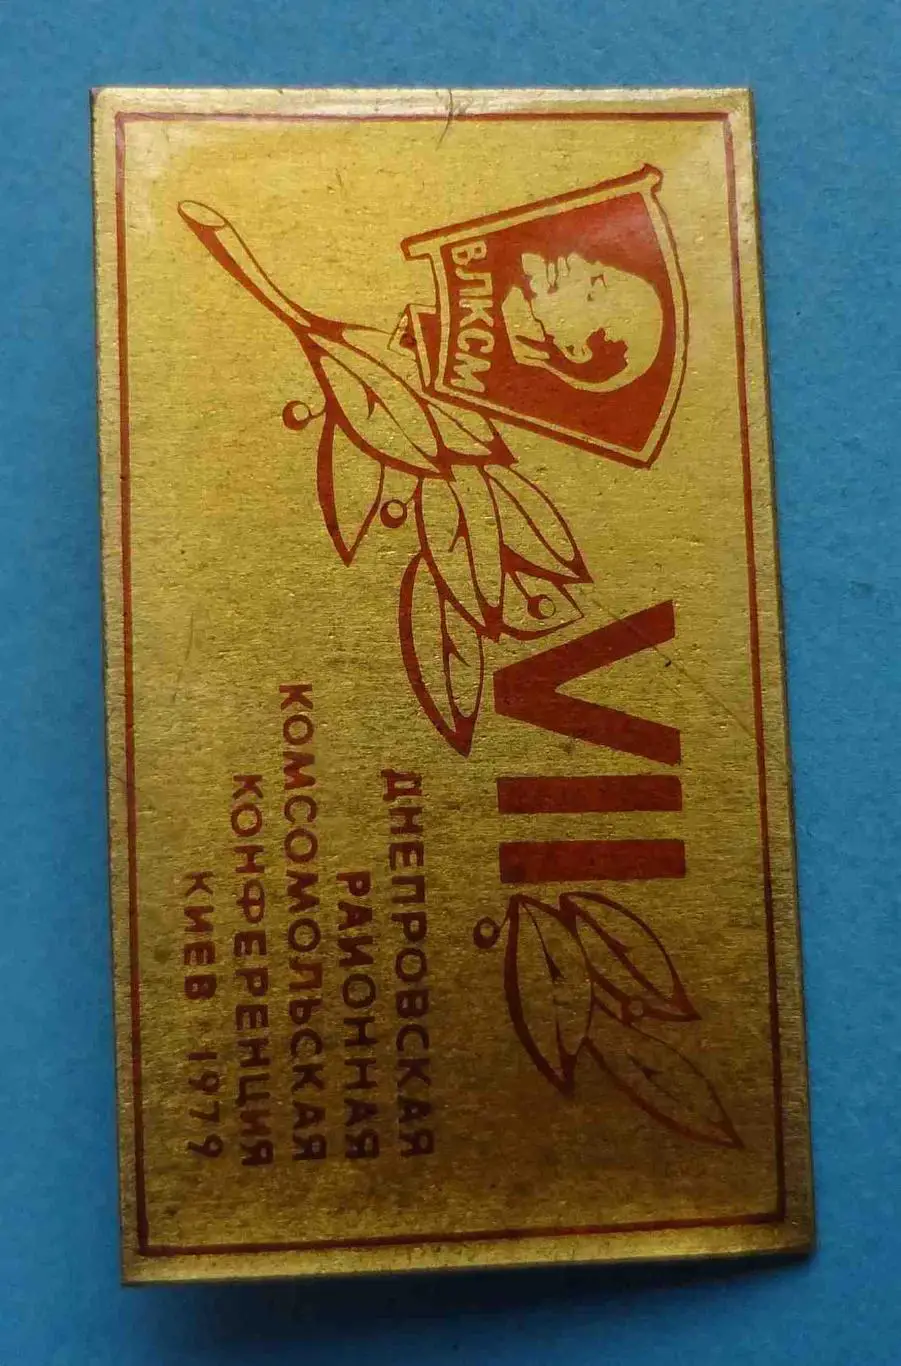 ВЛКСМ
VII
ДНЕПРОВСКАЯ
РАЙОННАЯ
КОМСОМОЛЬСКАЯ
КОНФЕРЕНЦИЯ
КИЕВ 1979